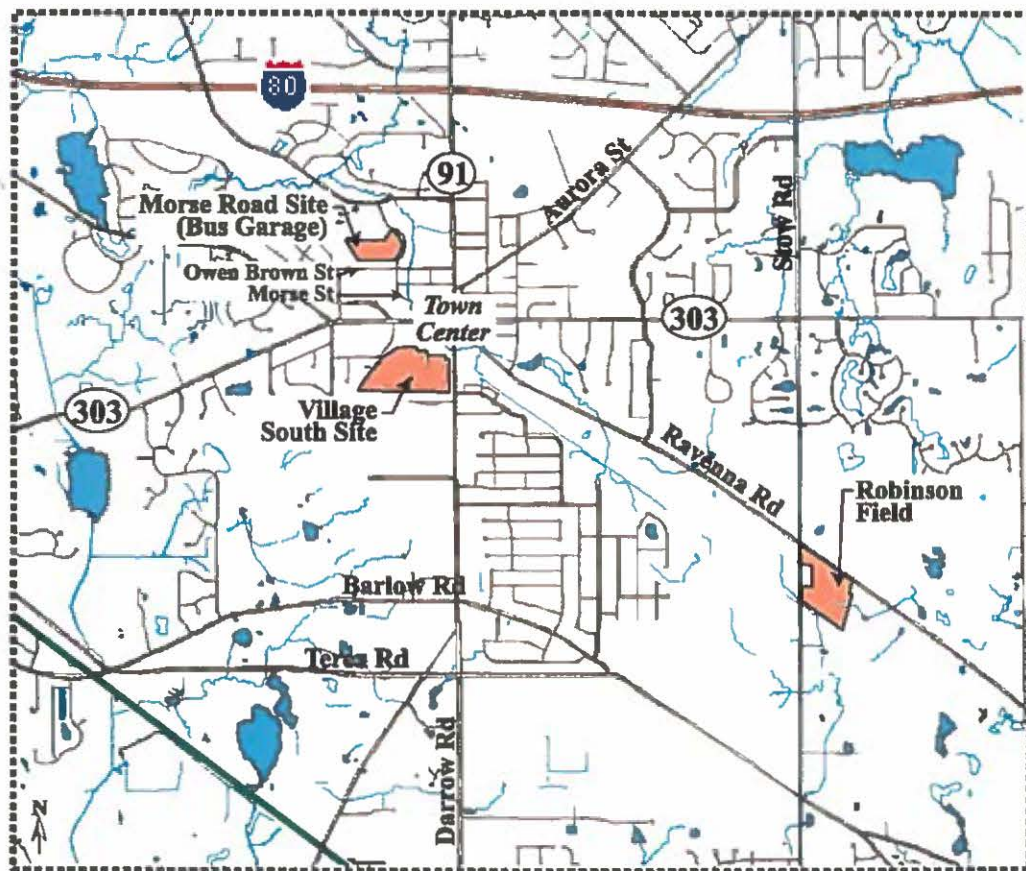 80
91
Aurora St
Morse Road Site
(Bus Garage)
Stow Rd
Owen Brown St
Morse St
Town
Center
303
303
Village
South Site
Ravenna Rd
Robinson
Field
Barlow Rd
Terex Rd
Darrow Rd
N